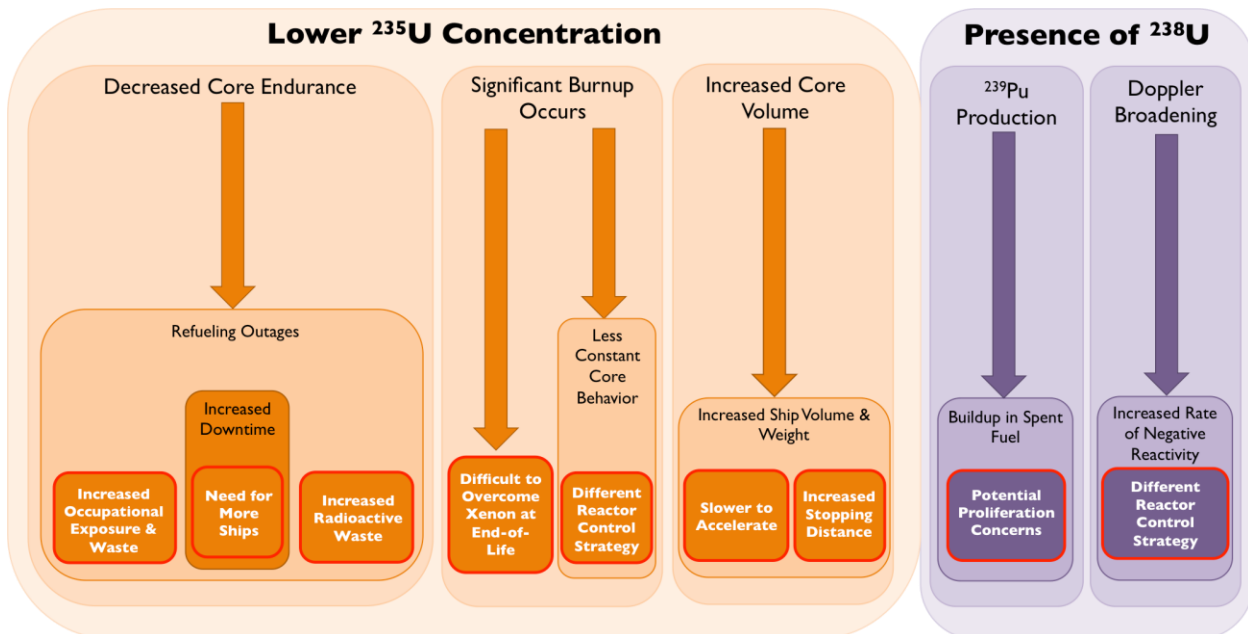 Lower ²³⁵U Concentration
Presence of ²³⁸U
Decreased Core Endurance
Significant Burnup
Occurs
Increased Core
Volume
²³⁹Pu
Production
Doppler
Broadening
Refueling Outages
Less
Constant
Core
Behavior
Increased
Downtime
Increased Ship Volume &
Weight
Buildup in Spent
Fuel
Increased Rate
of Negative
Reactivity
Increased
Occupational
Exposure &
Waste
Need for
More
Ships
Increased
Radioactive
Waste
Difficult to
Overcome
Xenon at
End-of-
Life
Different
Reactor
Control
Strategy
Slower to
Accelerate
Increased
Stopping
Distance
Potential
Proliferation
Concerns
Different
Reactor
Control
Strategy